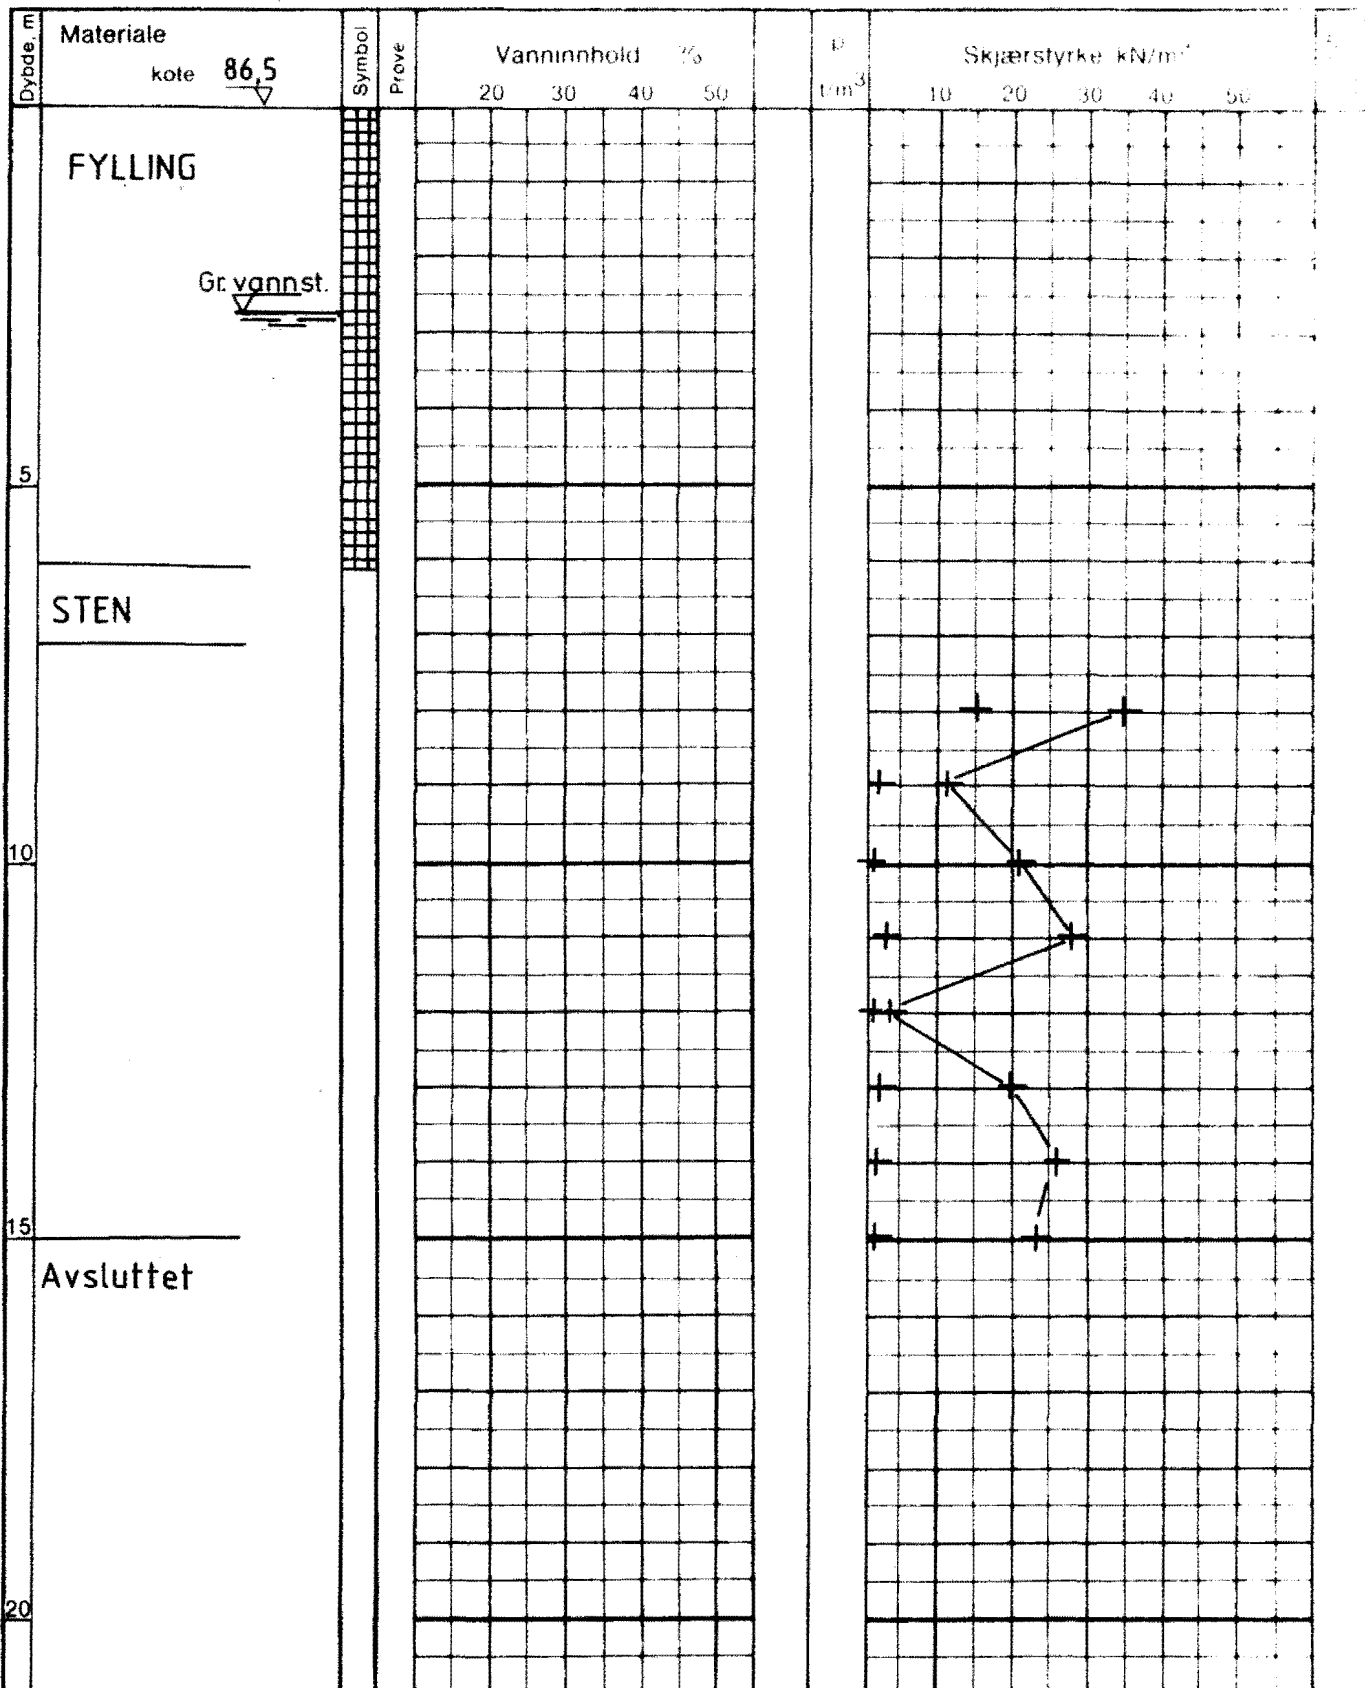 Dybde, m
Materiale
kote 86,5
Symbol
Prøve
Vanninnhold %
20 30 40 50
ρ
t/m³
Skjærstyrke kN/m²
10 20 30 40 50
FYLLING
Gr. vannst.
5
STEN
10
15
Avsluttet
20